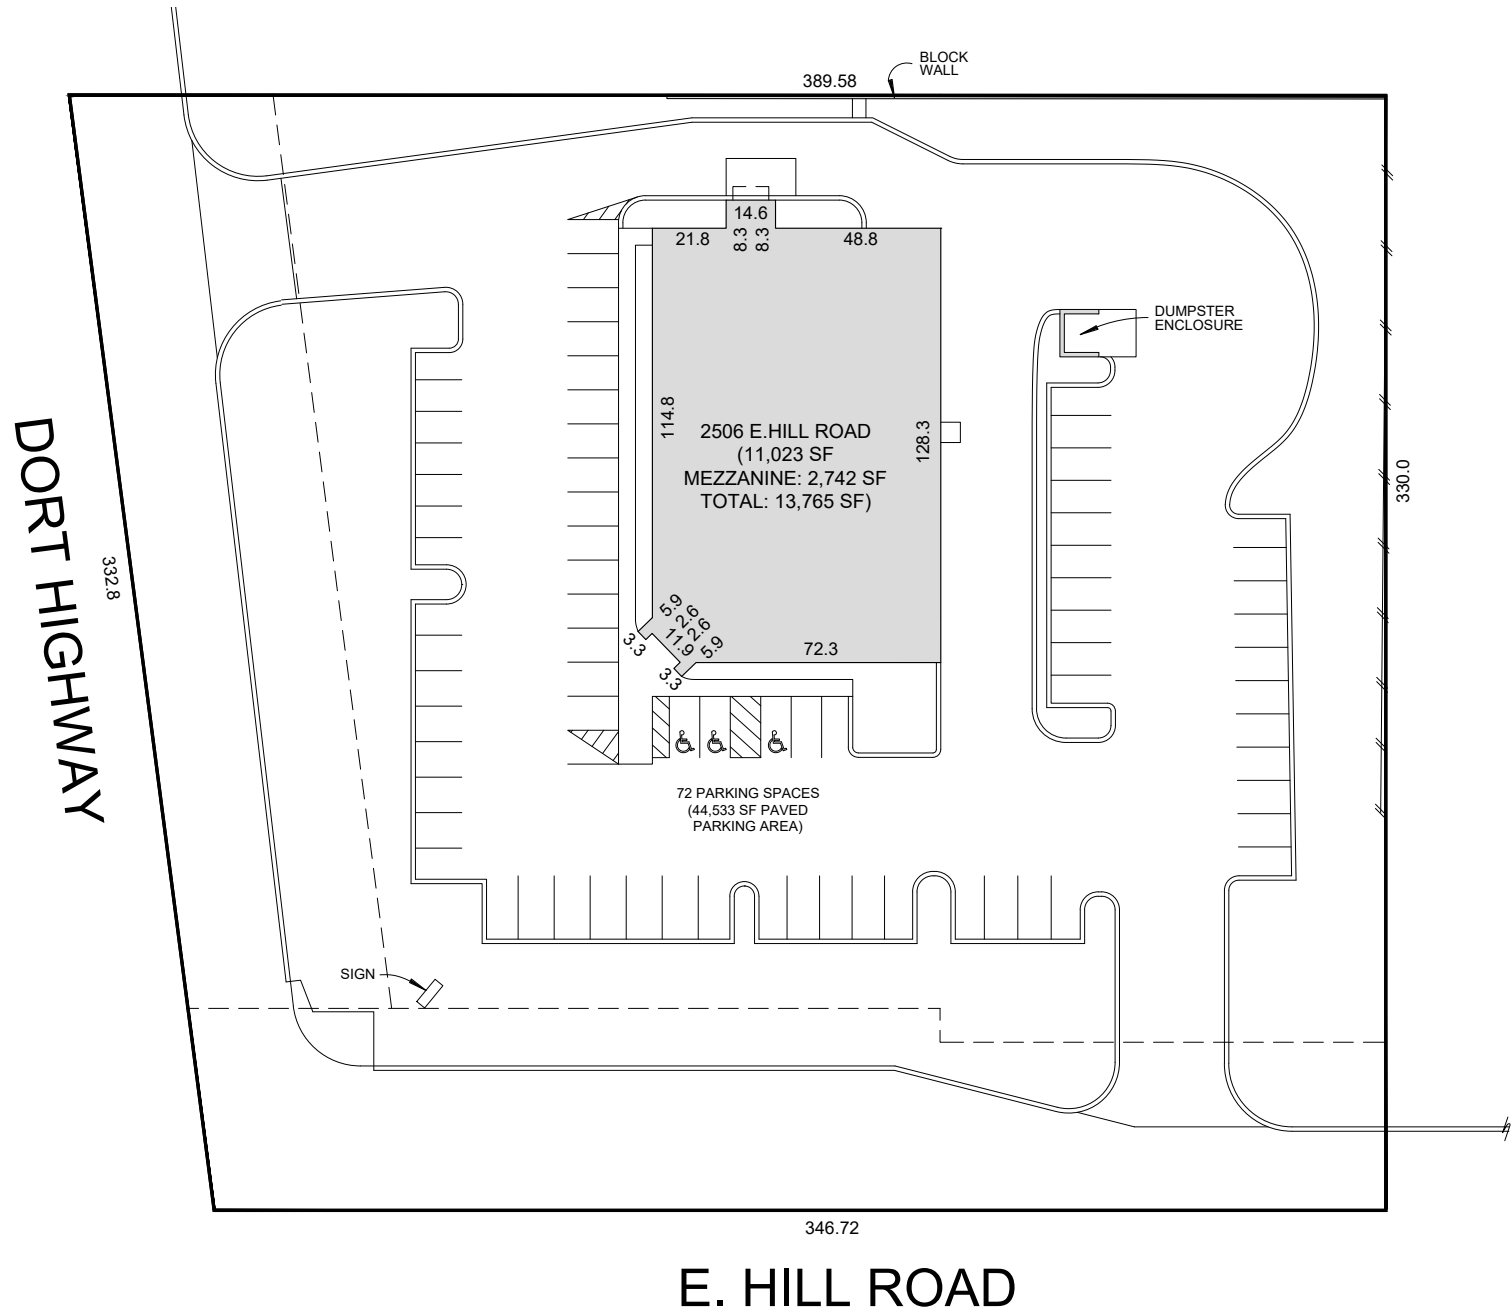 BLOCK
WALL
389.58
14.6
21.8
8.3
8.3
48.8
DUMPSTER
ENCLOSURE
114.8
2506 E.HILL ROAD
(11,023 SF
MEZZANINE: 2,742 SF
TOTAL: 13,765 SF)
128.3
330.0
DORT HIGHWAY
332.8
5.9
2.6
11.9
2.6
5.9
3.3
3.3
72.3
72 PARKING SPACES
(44,533 SF PAVED
PARKING AREA)
SIGN
346.72
E. HILL ROAD